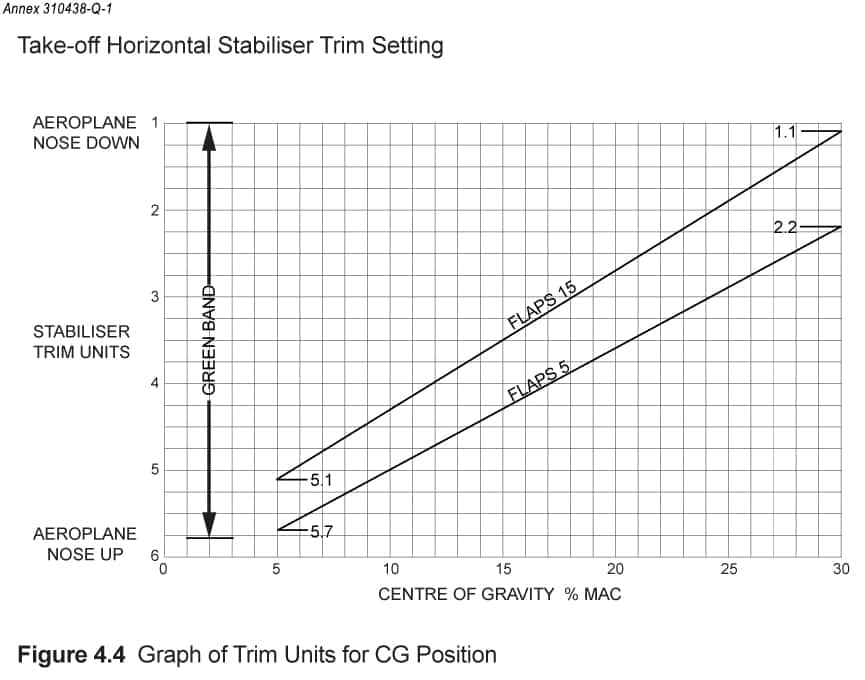 Annex 310438-Q-1
Take-off Horizontal Stabiliser Trim Setting
AEROPLANE
NOSE DOWN
1
1.1
2
2.2
3
GREEN BAND
FLAPS 15
STABILISER
TRIM UNITS
4
FLAPS 5
5
5.1
5.7
AEROPLANE
NOSE UP
6
0 5 10 15 20 25 30
CENTRE OF GRAVITY % MAC
Figure 4.4 Graph of Trim Units for CG Position